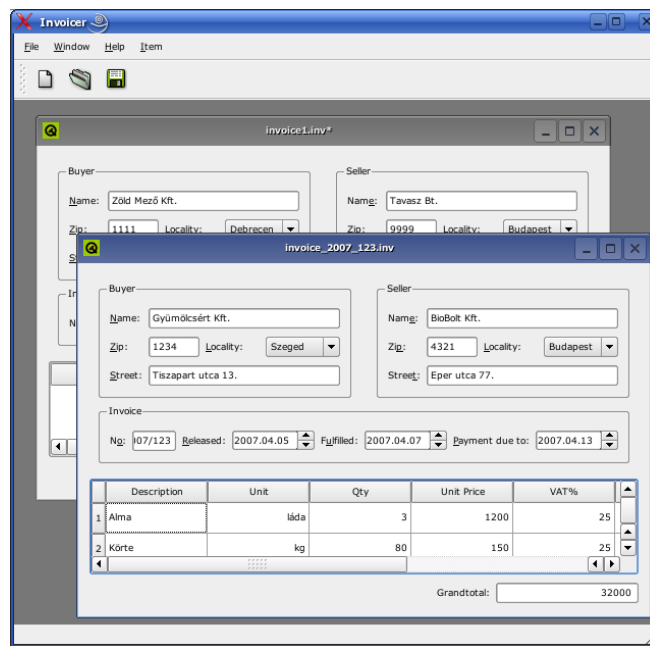 Invoicer
File Window Help Item
invoice1.inv*
Buyer
Seller
Name: Zöld Mező Kft.
Name: Tavasz Bt.
Zip: 1111 Locality: Debrecen
Zip: 9999 Locality: Budapest
invoice_2007_123.inv
Buyer
Seller
Name: Gyümölcsért Kft.
Name: BioBolt Kft.
Zip: 1234 Locality: Szeged
Zip: 4321 Locality: Budapest
Street: Tiszapart utca 13.
Street: Eper utca 77.
Invoice
No: 07/123 Released: 2007.04.05 Fulfilled: 2007.04.07 Payment due to: 2007.04.13
Description Unit Qty Unit Price VAT%
1 Alma láda 3 1200 25
2 Körte kg 80 150 25
Grandtotal: 32000